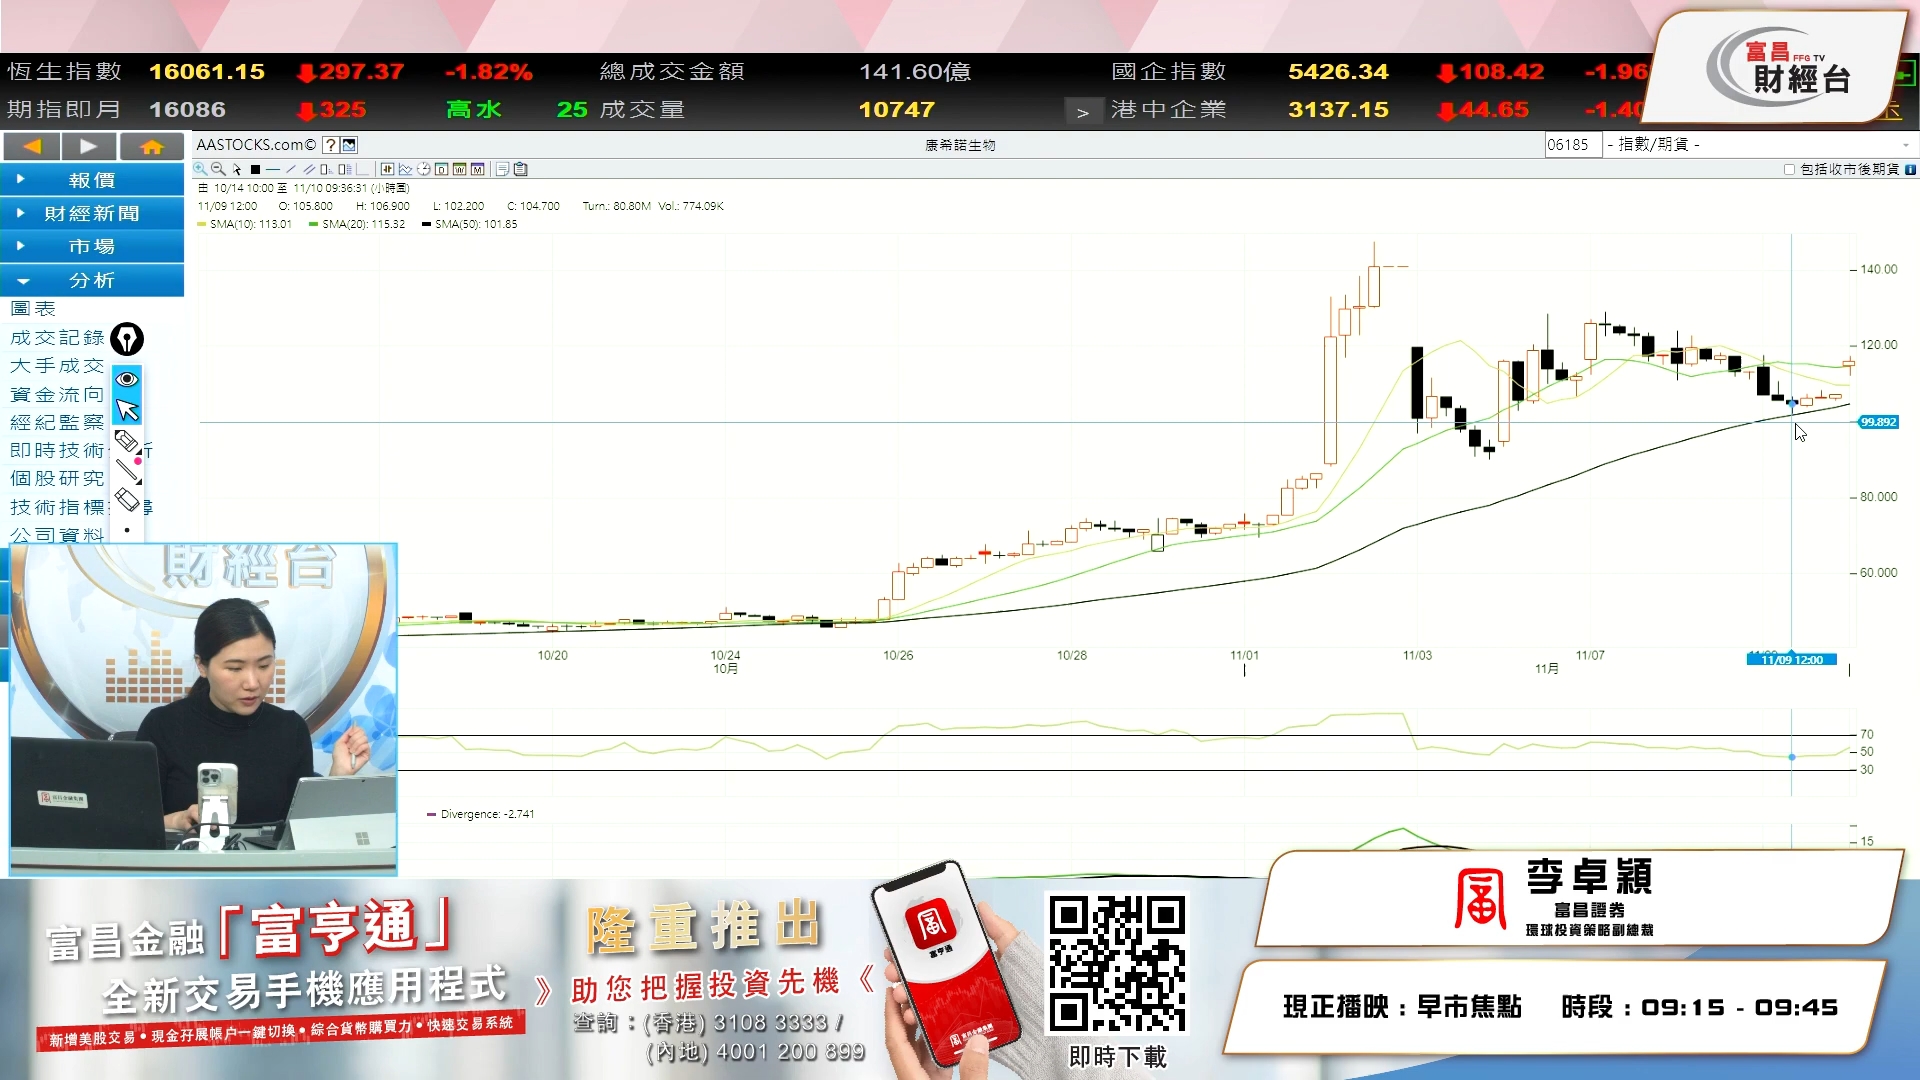 恆生指數 16061.15 297.37 -1.82% 總成交金額 141.60億 國企指數 5426.34 108.42 -1.96
期指即月 16086 325 高水 25 成交量 10747 > 港中企業 3137.15 44.65 -1.40
富昌 FFG TV
財經台
AASTOCKS.com© ? 康希諾生物 06185 - 指數/期貨 -
包括收市後期貨
由 10/14 10:00 至 11/10 09:36:31 (小時圖)
11/09 12:00 O: 105.800 H: 106.900 L: 102.200 C: 104.700 Turn.: 80.80M Vol.: 774.09K
SMA(10): 113.01 SMA(20): 115.32 SMA(50): 101.85
報價
財經新聞
市場
分析
圖表
成交記錄
大手成交
資金流向
經紀監察
即時技術 析
個股研究
技術指標 尋
公司資料
140.00
120.00
99.892
80.000
60.000
10/20 10/24 10/26 10/28 11/01 11/03 11/07 11/09 12:00
10月 11月
70
50
30
Divergence: -2.741
15
財經台
富昌金融「富亨通」
全新交易手機應用程式
新增美股交易 • 現金孖展帳戶一鍵切換 • 綜合貨幣購買力 • 快速交易系統
隆重推出
》助您把握投資先機《
查詢：(香港) 3108 3333 /
(內地) 4001 200 899
富亨通
即時下載
李卓穎
富昌證券
環球投資策略副總裁
現正播映：早市焦點 時段：09:15 - 09:45